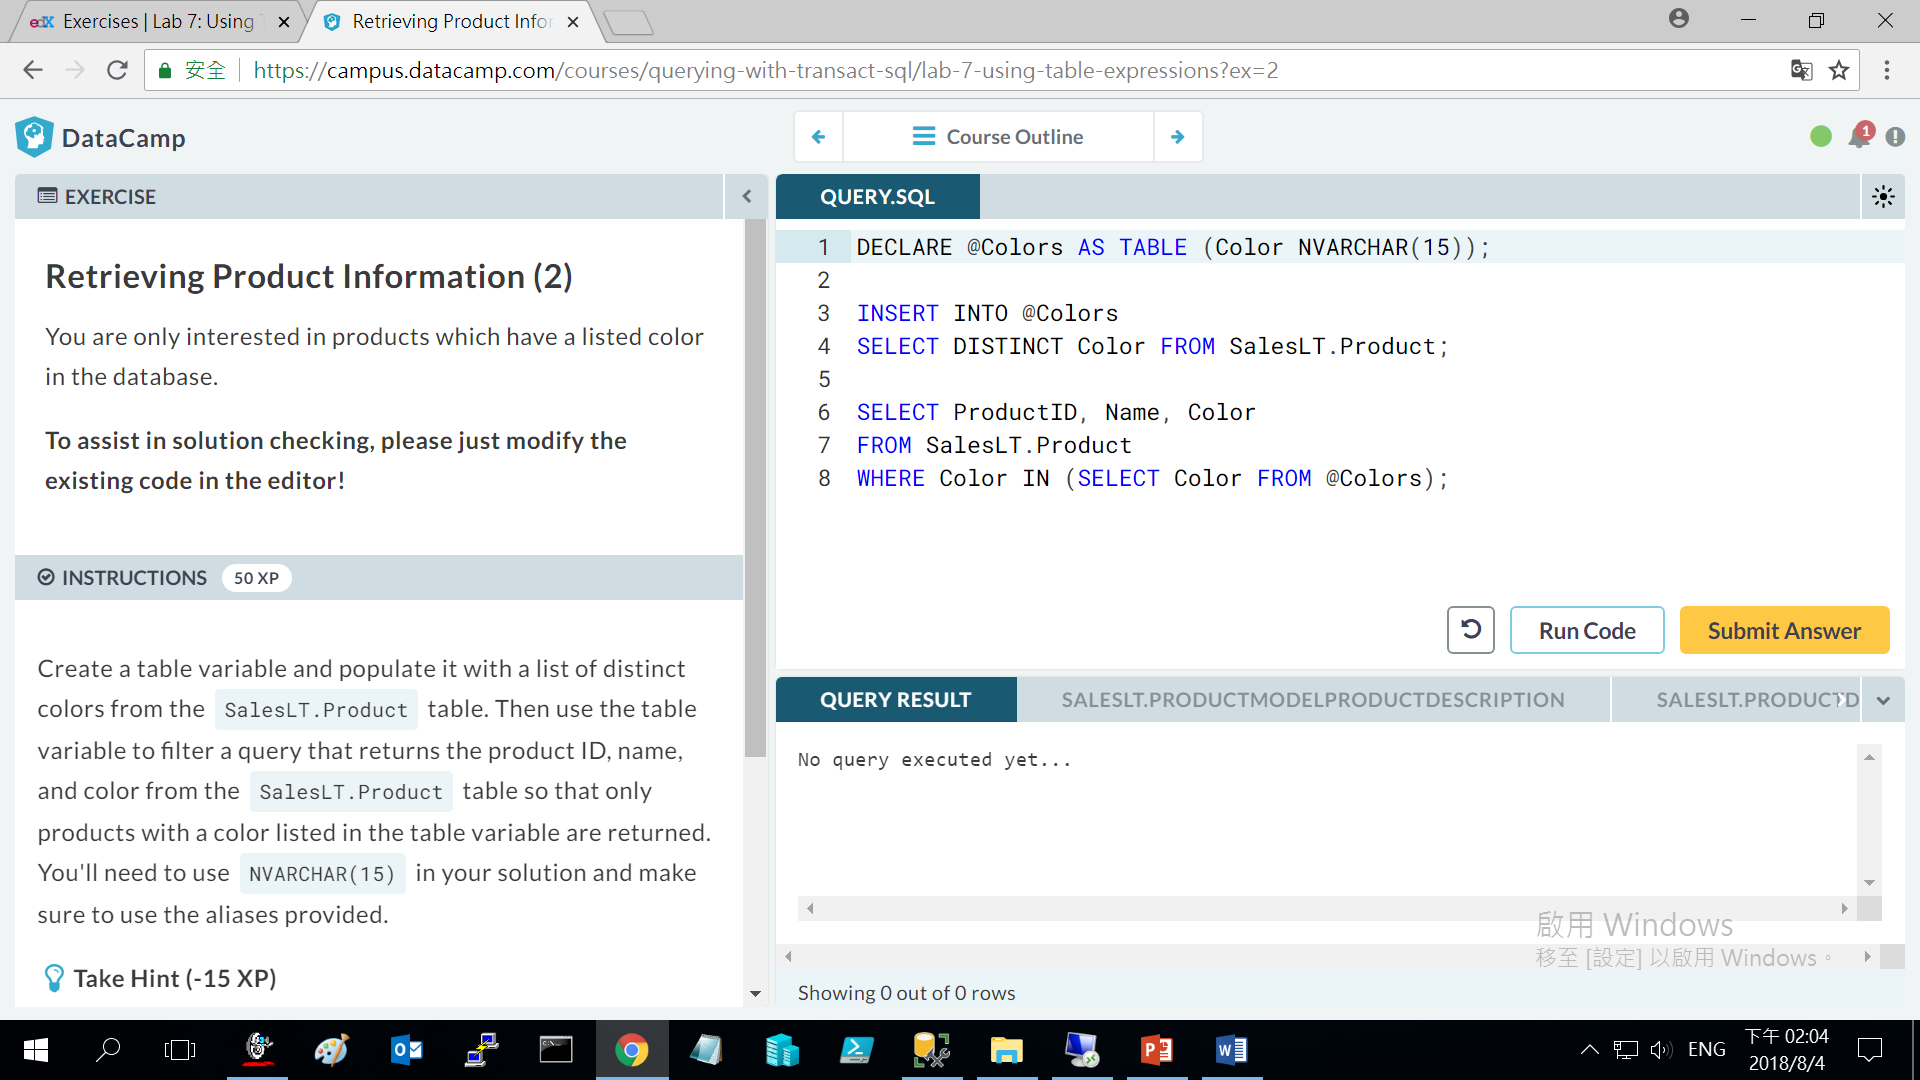 edX Exercises | Lab 7: Using
Retrieving Product Infor
安全
https://campus.datacamp.com/courses/querying-with-transact-sql/lab-7-using-table-expressions?ex=2
DataCamp
Course Outline
1
EXERCISE
Retrieving Product Information (2)
You are only interested in products which have a listed color
in the database.
To assist in solution checking, please just modify the
existing code in the editor!
INSTRUCTIONS 50 XP
Create a table variable and populate it with a list of distinct
colors from the SalesLT.Product table. Then use the table
variable to filter a query that returns the product ID, name,
and color from the SalesLT.Product table so that only
products with a color listed in the table variable are returned.
You'll need to use NVARCHAR(15) in your solution and make
sure to use the aliases provided.
Take Hint (-15 XP)
QUERY.SQL
1 DECLARE @Colors AS TABLE (Color NVARCHAR(15));
2
3 INSERT INTO @Colors
4 SELECT DISTINCT Color FROM SalesLT.Product;
5
6 SELECT ProductID, Name, Color
7 FROM SalesLT.Product
8 WHERE Color IN (SELECT Color FROM @Colors);
Run Code
Submit Answer
QUERY RESULT
SALESLT.PRODUCTMODELPRODUCTDESCRIPTION
SALESLT.PRODUCTD
No query executed yet...
啟用 Windows
移至 [設定] 以啟用 Windows。
Showing 0 out of 0 rows
ENG
下午 02:04
2018/8/4